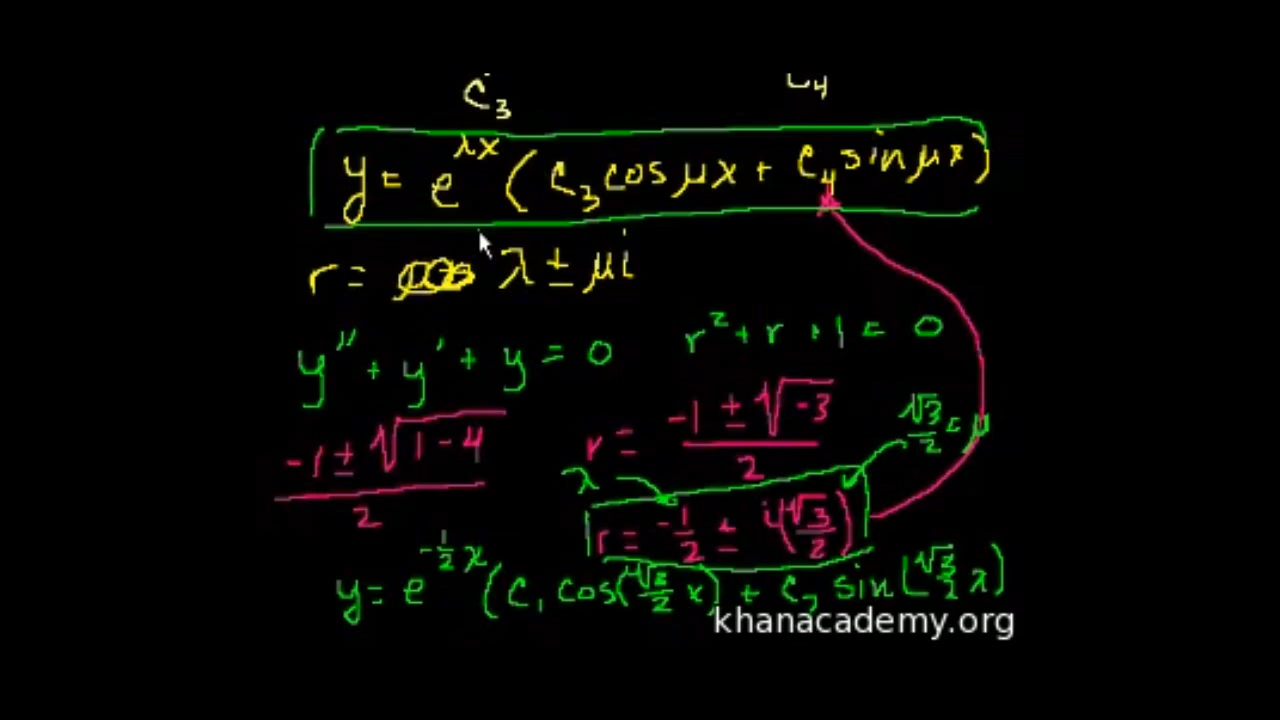 C₃ C₄
y = e^λx (C₃ cos μx + C₄ sin μx)
r = λ ± μi
y'' + y' + y = 0 r² + r + 1 = 0
-1 ± √(1 - 4) / 2 r = -1 ± √-3 / 2 √3/2 = μ
λ
r = -1/2 ± i(√3/2)
y = e^(-1/2 x) (C₁ cos(√3/2 x) + C₂ sin(√3/2 x)
khanacademy.org